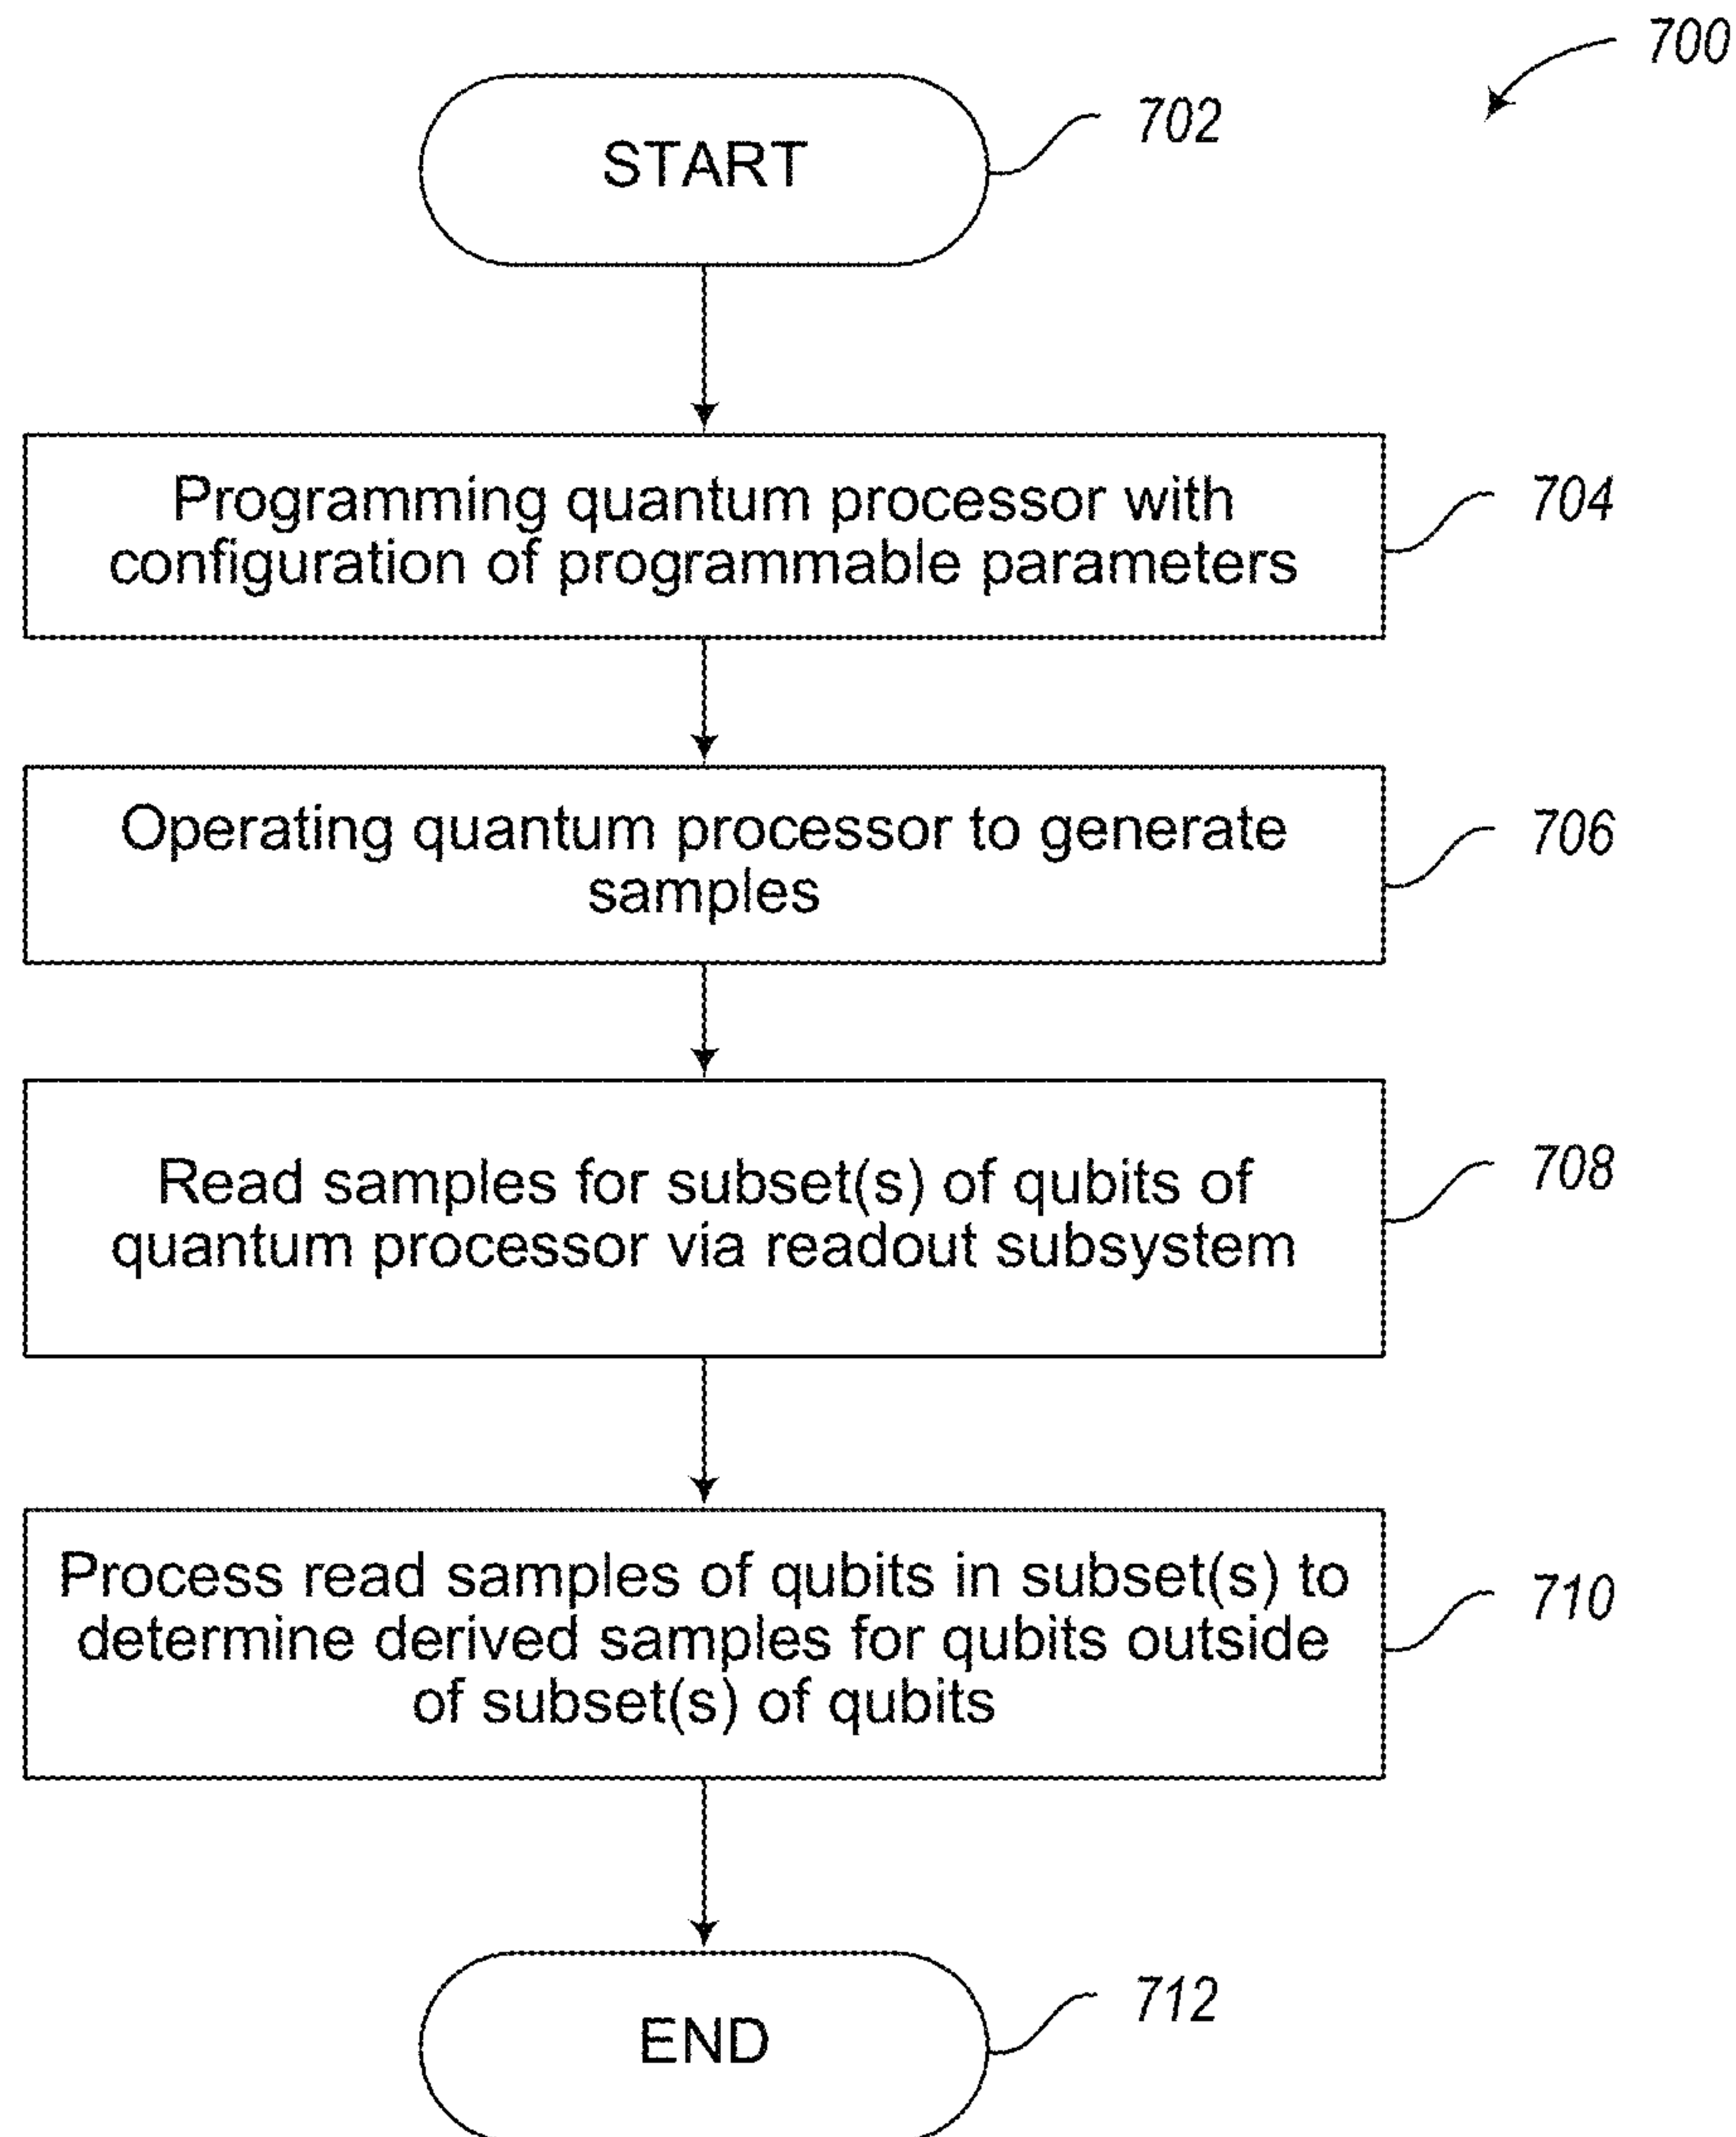 700
START
702
Programming quantum processor with
configuration of programmable parameters
704
Operating quantum processor to generate
samples
706
Read samples for subset(s) of qubits of
quantum processor via readout subsystem
708
Process read samples of qubits in subset(s) to
determine derived samples for qubits outside
of subset(s) of qubits
710
END
712